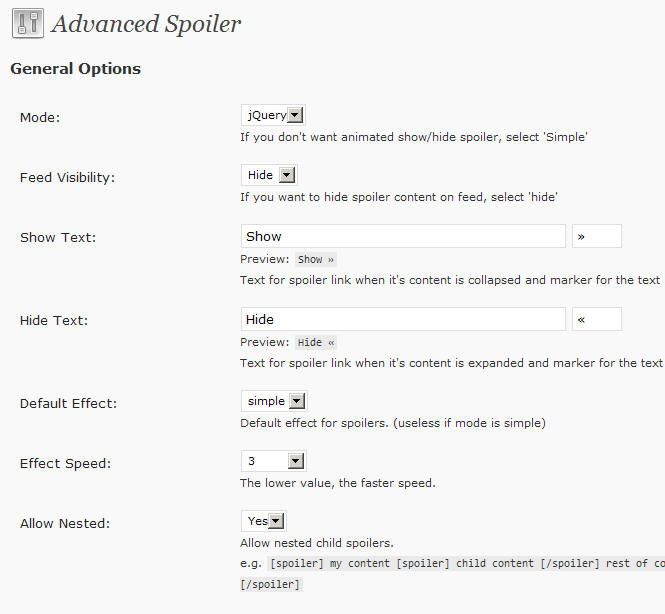 Advanced Spoiler
General Options
Mode: jQuery
If you don't want animated show/hide spoiler, select 'Simple'
Feed Visibility: Hide
If you want to hide spoiler content on feed, select 'hide'
Show Text: Show »
Preview: Show »
Text for spoiler link when it's content is collapsed and marker for the text
Hide Text: Hide «
Preview: Hide «
Text for spoiler link when it's content is expanded and marker for the text
Default Effect: simple
Default effect for spoilers. (useless if mode is simple)
Effect Speed: 3
The lower value, the faster speed.
Allow Nested: Yes
Allow nested child spoilers.
e.g. [spoiler] my content [spoiler] child content [/spoiler] rest of co
[/spoiler]